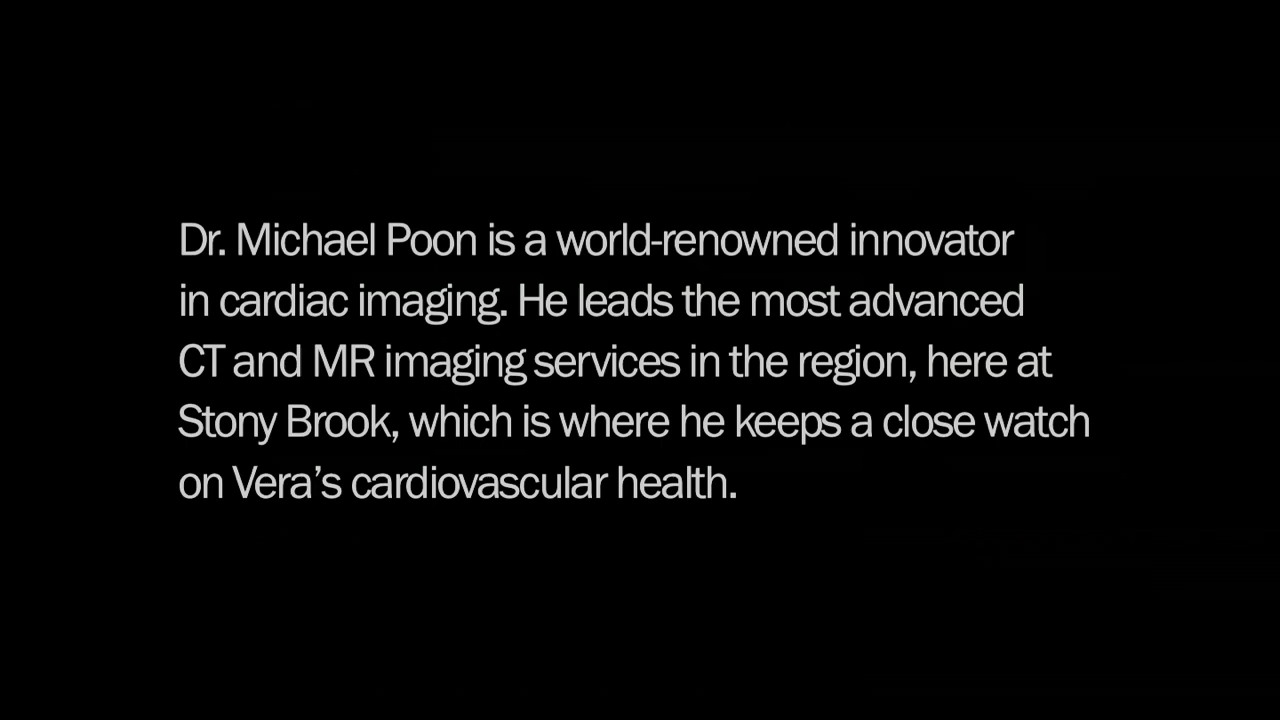 Dr. Michael Poon is a world-renowned innovator
in cardiac imaging. He leads the most advanced
CT and MR imaging services in the region, here at
Stony Brook, which is where he keeps a close watch
on Vera’s cardiovascular health.